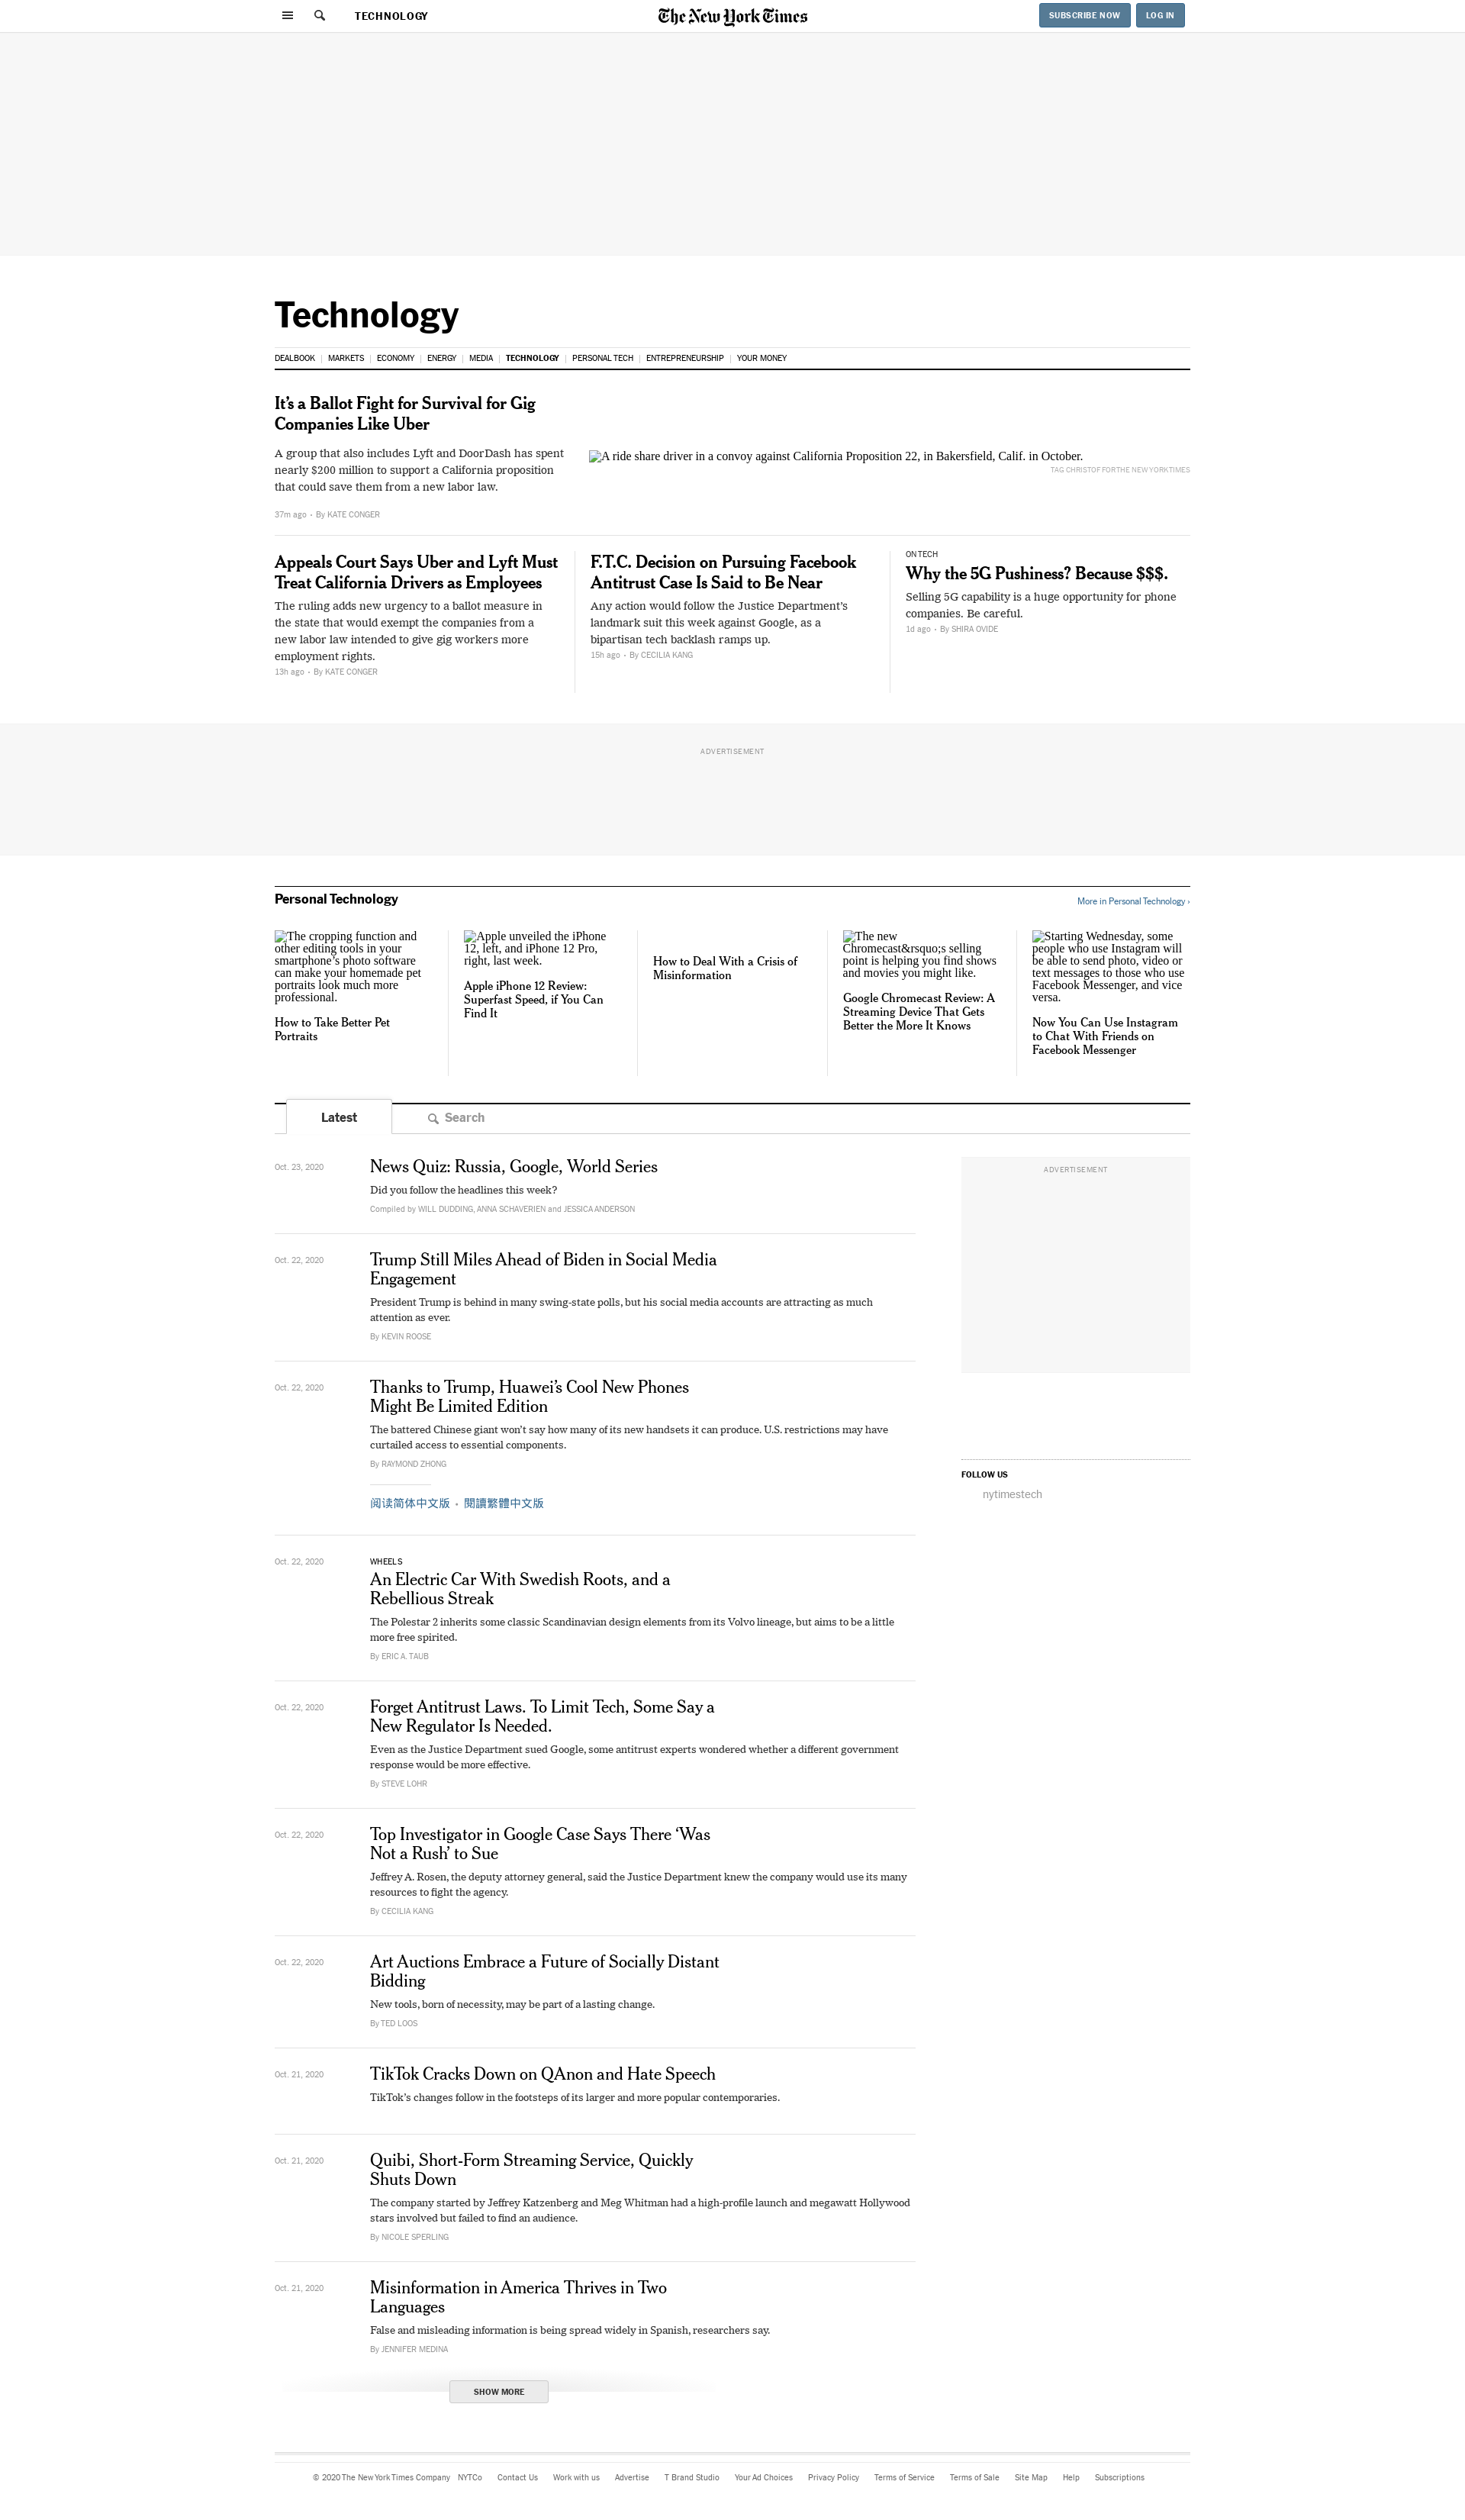 TECHNOLOGY
The New York Times
SUBSCRIBE NOW
LOG IN
Technology
DEALBOOK
MARKETS
ECONOMY
ENERGY
MEDIA
TECHNOLOGY
PERSONAL TECH
ENTREPRENEURSHIP
YOUR MONEY
It’s a Ballot Fight for Survival for Gig
Companies Like Uber
A group that also includes Lyft and DoorDash has spent
nearly $200 million to support a California proposition
that could save them from a new labor law.
37m ago • By KATE CONGER
A ride share driver in a convoy against California Proposition 22, in Bakersfield, Calif. in October.
TAG CHRISTOF FOR THE NEW YORK TIMES
Appeals Court Says Uber and Lyft Must
Treat California Drivers as Employees
The ruling adds new urgency to a ballot measure in
the state that would exempt the companies from a
new labor law intended to give gig workers more
employment rights.
13h ago • By KATE CONGER
F.T.C. Decision on Pursuing Facebook
Antitrust Case Is Said to Be Near
Any action would follow the Justice Department’s
landmark suit this week against Google, as a
bipartisan tech backlash ramps up.
15h ago • By CECILIA KANG
ON TECH
Why the 5G Pushiness? Because $$$.
Selling 5G capability is a huge opportunity for phone
companies. Be careful.
1d ago • By SHIRA OVIDE
ADVERTISEMENT
Personal Technology
More in Personal Technology ›
The cropping function and
other editing tools in your
smartphone’s photo software
can make your homemade pet
portraits look much more
professional.
How to Take Better Pet
Portraits
Apple unveiled the iPhone
12, left, and iPhone 12 Pro,
right, last week.
Apple iPhone 12 Review:
Superfast Speed, if You Can
Find It
How to Deal With a Crisis of
Misinformation
The new
Chromecast&rsquo;s selling
point is helping you find shows
and movies you might like.
Google Chromecast Review: A
Streaming Device That Gets
Better the More It Knows
Starting Wednesday, some
people who use Instagram will
be able to send photo, video or
text messages to those who use
Facebook Messenger, and vice
versa.
Now You Can Use Instagram
to Chat With Friends on
Facebook Messenger
Latest
Search
Oct. 23, 2020
News Quiz: Russia, Google, World Series
Did you follow the headlines this week?
Compiled by WILL DUDDING, ANNA SCHAVERIEN and JESSICA ANDERSON
ADVERTISEMENT
Oct. 22, 2020
Trump Still Miles Ahead of Biden in Social Media
Engagement
President Trump is behind in many swing-state polls, but his social media accounts are attracting as much
attention as ever.
By KEVIN ROOSE
Oct. 22, 2020
Thanks to Trump, Huawei’s Cool New Phones
Might Be Limited Edition
The battered Chinese giant won’t say how many of its new handsets it can produce. U.S. restrictions may have
curtailed access to essential components.
By RAYMOND ZHONG
阅读简体中文版 • 閱讀繁體中文版
FOLLOW US
nytimestech
Oct. 22, 2020
WHEELS
An Electric Car With Swedish Roots, and a
Rebellious Streak
The Polestar 2 inherits some classic Scandinavian design elements from its Volvo lineage, but aims to be a little
more free spirited.
By ERIC A. TAUB
Oct. 22, 2020
Forget Antitrust Laws. To Limit Tech, Some Say a
New Regulator Is Needed.
Even as the Justice Department sued Google, some antitrust experts wondered whether a different government
response would be more effective.
By STEVE LOHR
Oct. 22, 2020
Top Investigator in Google Case Says There ‘Was
Not a Rush’ to Sue
Jeffrey A. Rosen, the deputy attorney general, said the Justice Department knew the company would use its many
resources to fight the agency.
By CECILIA KANG
Oct. 22, 2020
Art Auctions Embrace a Future of Socially Distant
Bidding
New tools, born of necessity, may be part of a lasting change.
By TED LOOS
Oct. 21, 2020
TikTok Cracks Down on QAnon and Hate Speech
TikTok’s changes follow in the footsteps of its larger and more popular contemporaries.
Oct. 21, 2020
Quibi, Short-Form Streaming Service, Quickly
Shuts Down
The company started by Jeffrey Katzenberg and Meg Whitman had a high-profile launch and megawatt Hollywood
stars involved but failed to find an audience.
By NICOLE SPERLING
Oct. 21, 2020
Misinformation in America Thrives in Two
Languages
False and misleading information is being spread widely in Spanish, researchers say.
By JENNIFER MEDINA
SHOW MORE
© 2020 The New York Times Company
NYTCo
Contact Us
Work with us
Advertise
T Brand Studio
Your Ad Choices
Privacy Policy
Terms of Service
Terms of Sale
Site Map
Help
Subscriptions